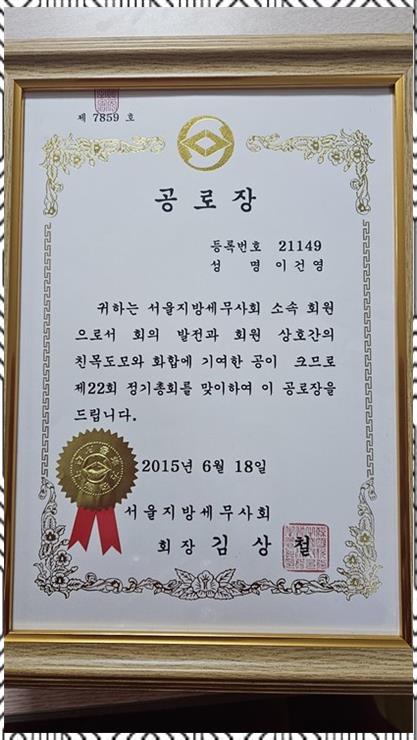 제 7859 호
공로장
등록번호 21149
성 명 이건영
귀하는 서울지방세무사회 소속 회원
으로서 회의 발전과 회원 상호간의
친목도모와 화합에 기여한 공이 크므로
제22회 정기총회를 맞이하여 이 공로장을
드립니다.
2015년 6월 18일
서울지방세무사회
회장 김상철